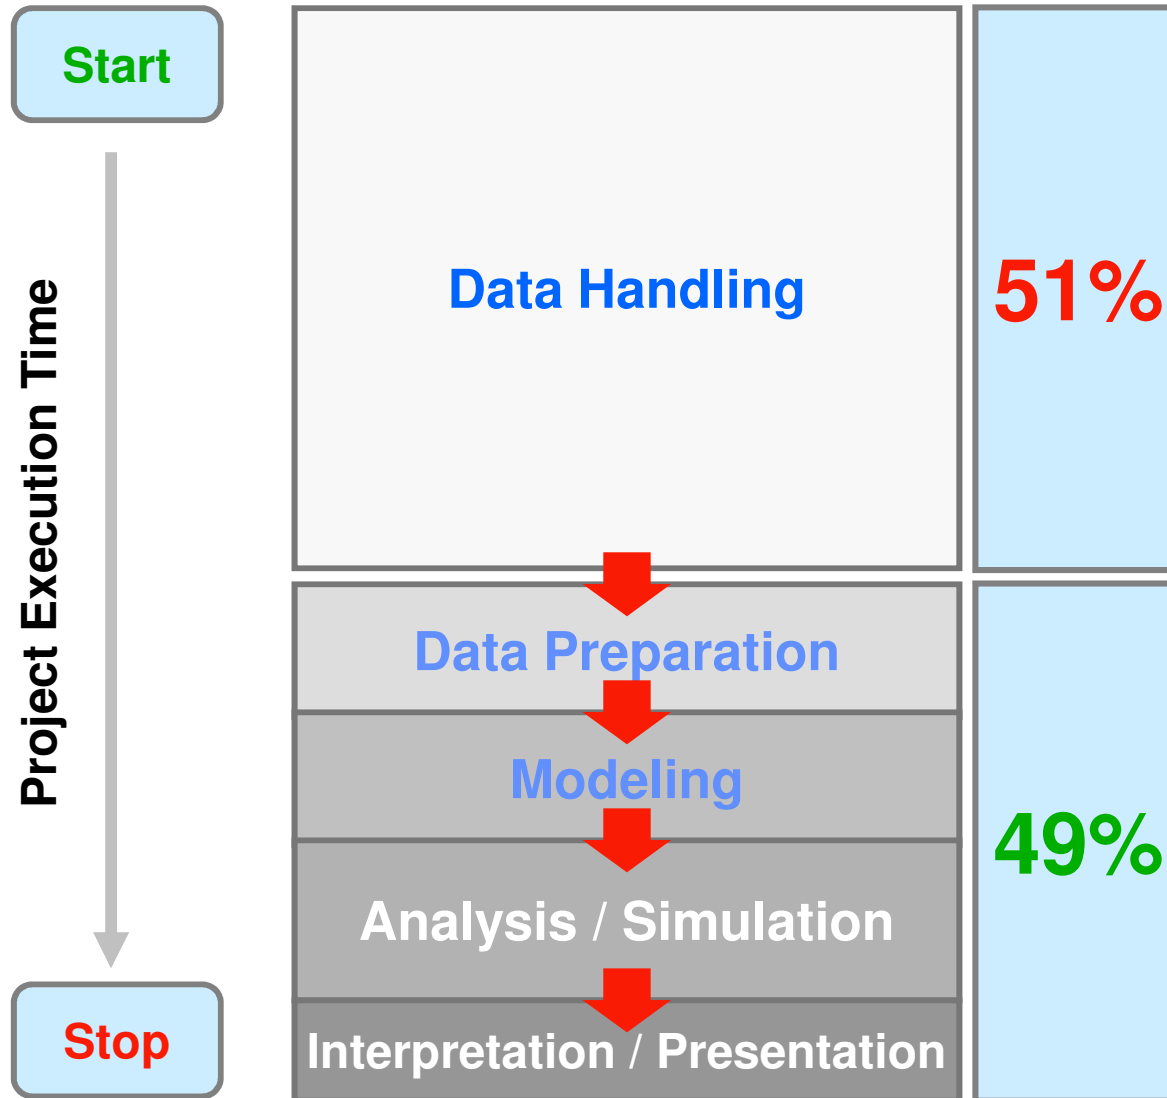 Start
Project Execution Time
Stop
Data Handling
51%
Data Preparation
Modeling
Analysis / Simulation
Interpretation / Presentation
49%